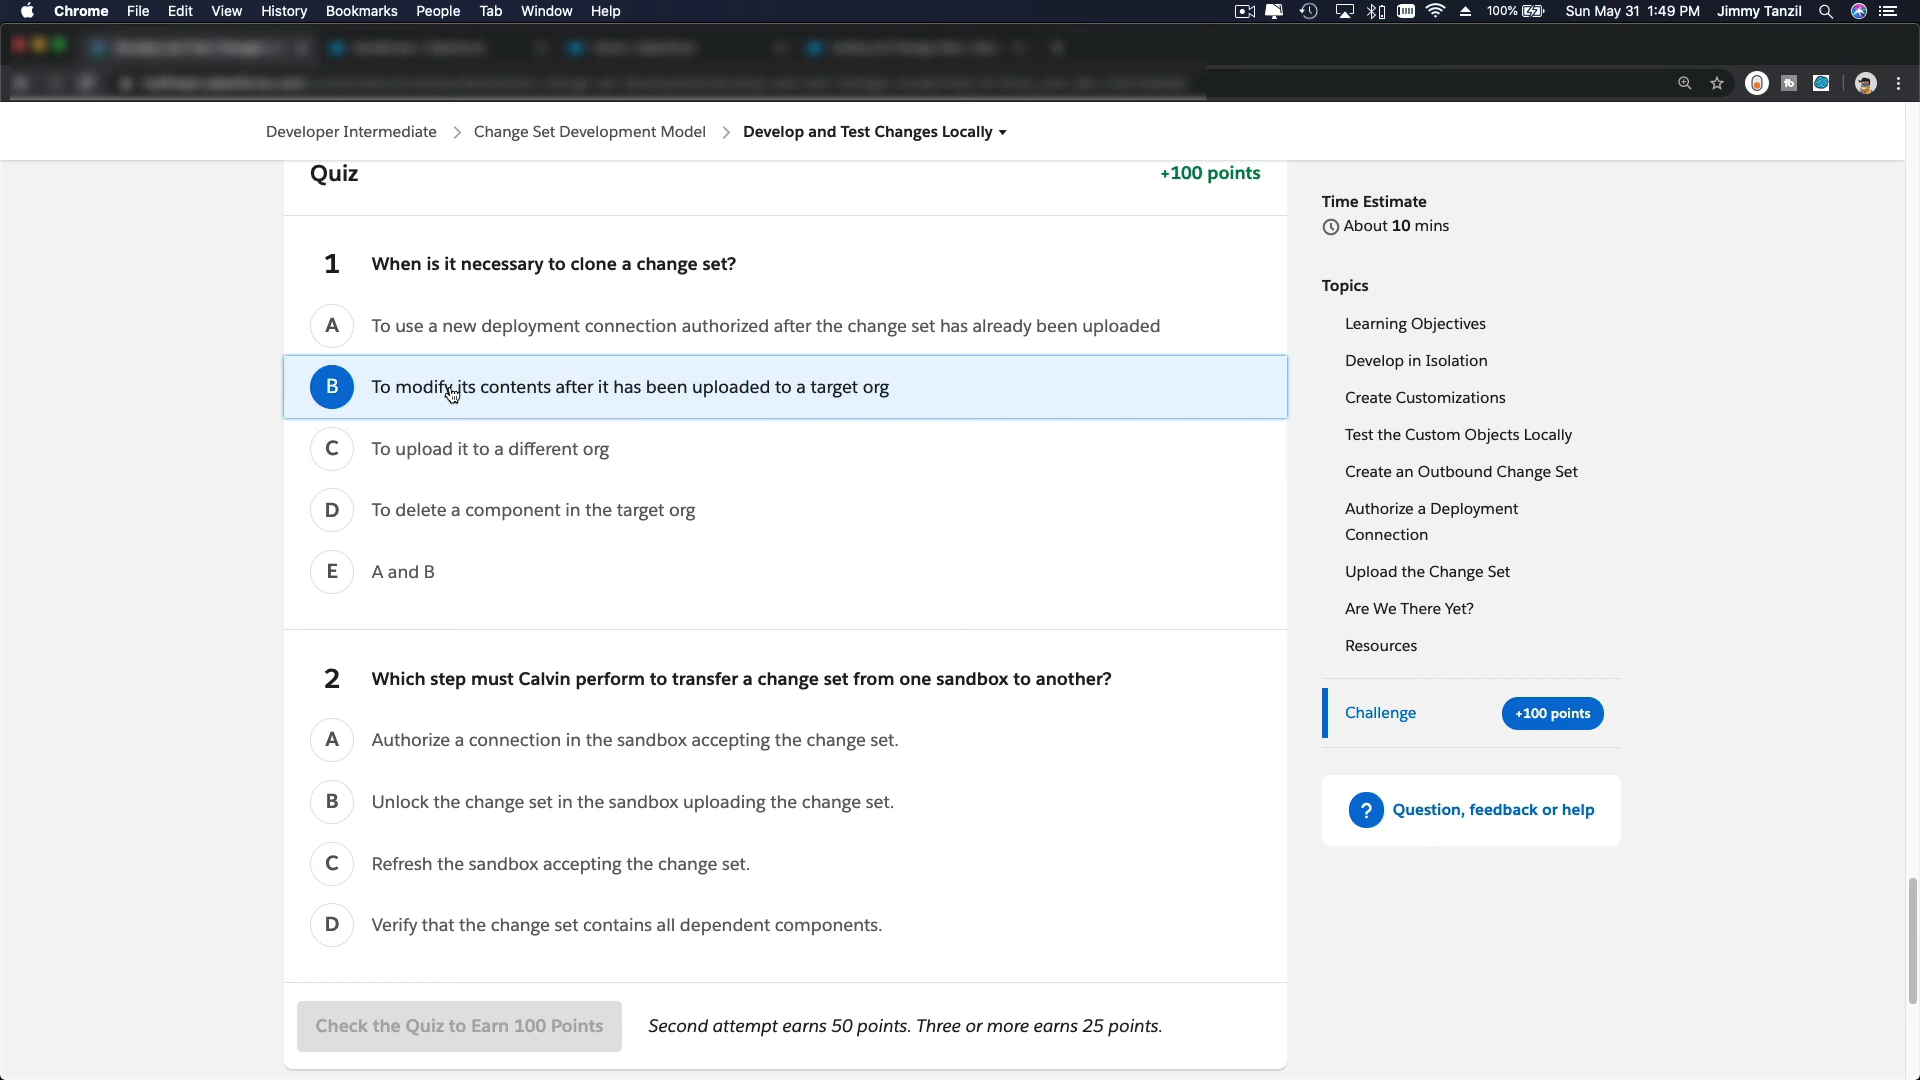 Chrome File Edit View History Bookmarks People Tab Window Help
100% Sun May 31 1:49 PM Jimmy Tanzil
Developer Intermediate > Change Set Development Model > Develop and Test Changes Locally
Quiz
+100 points
1 When is it necessary to clone a change set?
A To use a new deployment connection authorized after the change set has already been uploaded
B To modify its contents after it has been uploaded to a target org
C To upload it to a different org
D To delete a component in the target org
E A and B
2 Which step must Calvin perform to transfer a change set from one sandbox to another?
A Authorize a connection in the sandbox accepting the change set.
B Unlock the change set in the sandbox uploading the change set.
C Refresh the sandbox accepting the change set.
D Verify that the change set contains all dependent components.
Check the Quiz to Earn 100 Points
Second attempt earns 50 points. Three or more earns 25 points.
Time Estimate
About 10 mins
Topics
Learning Objectives
Develop in Isolation
Create Customizations
Test the Custom Objects Locally
Create an Outbound Change Set
Authorize a Deployment
Connection
Upload the Change Set
Are We There Yet?
Resources
Challenge
+100 points
? Question, feedback or help